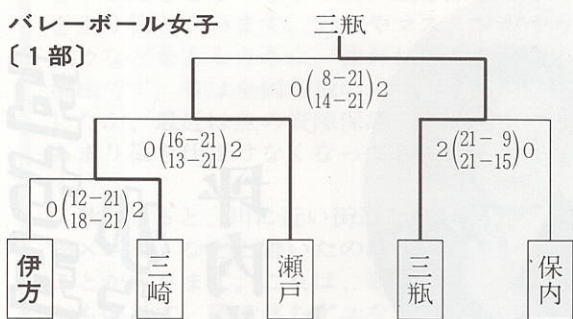 バレーボール女子
〔1部〕
三瓶
0(8-21 14-21)2
0(16-21 13-21)2
2(21-9 21-15)0
0(12-21 18-21)2
伊方
三崎
瀬戸
三瓶
保内